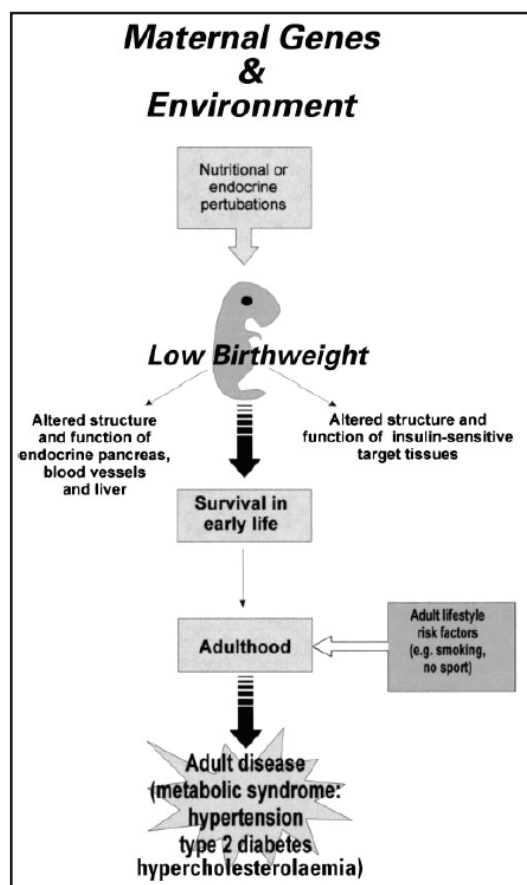 Maternal Genes
&
Environment
Nutritional or
endocrine
pertubations
Low Birthweight
Altered structure
and function of
endocrine pancreas,
blood vessels
and liver
Altered structure and
function of insulin-sensitive
target tissues
Survival in
early life
Adulthood
Adult lifestyle
risk factors
(e.g. smoking,
no sport)
Adult disease
(metabolic syndrome:
hypertension
type 2 diabetes
hypercholesterolaemia)